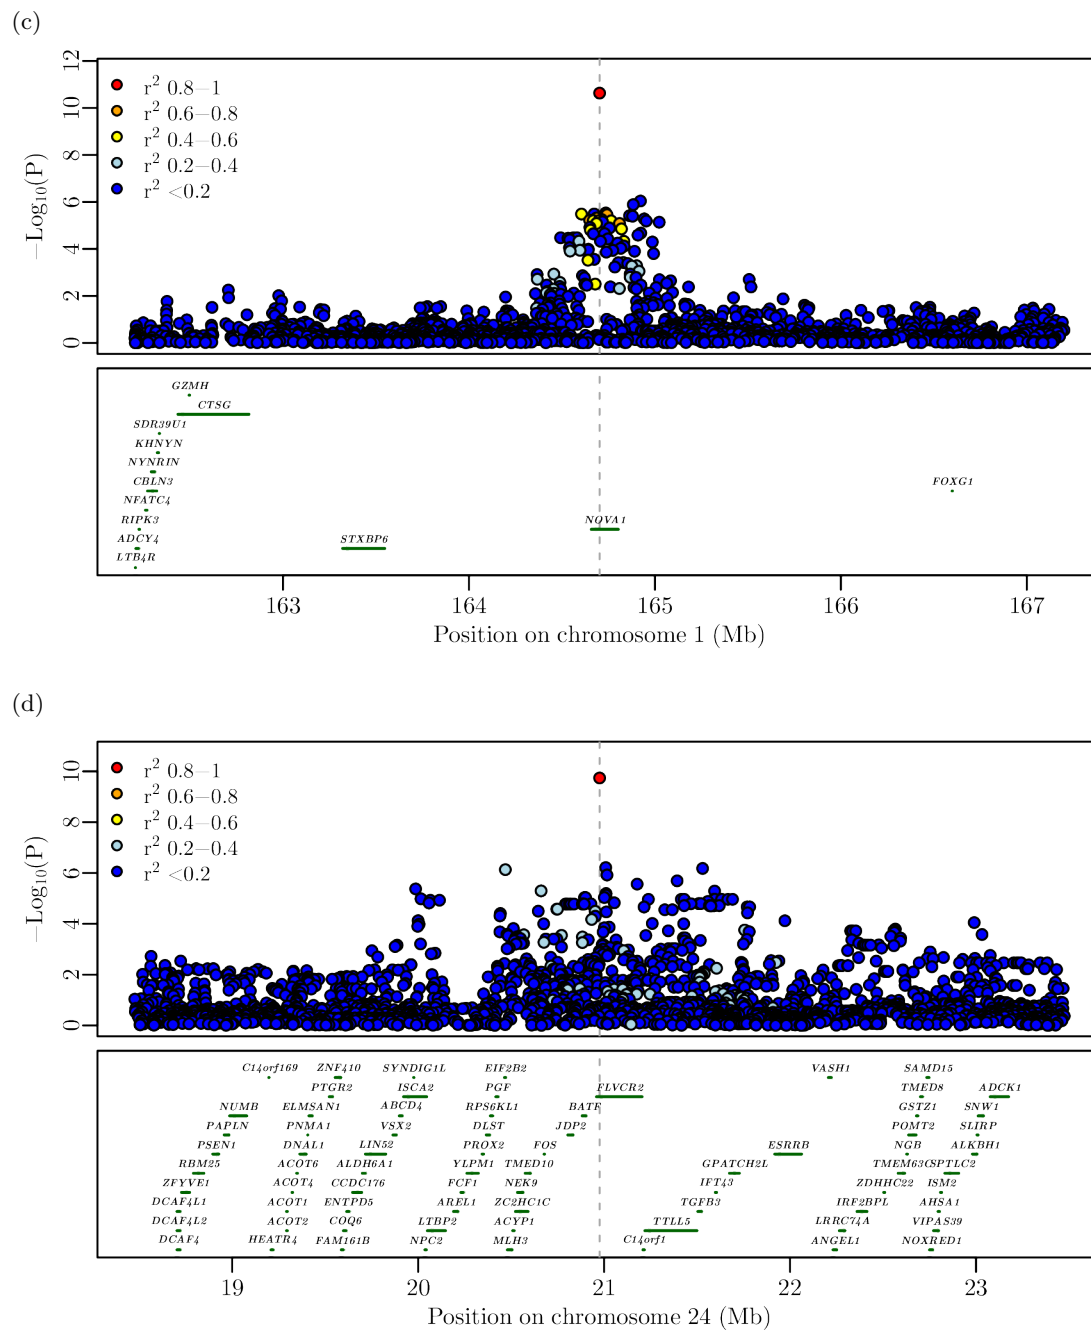 (c)
−Log10(P)
0 2 4 6 8 10 12
r2 0.8−1
r2 0.6−0.8
r2 0.4−0.6
r2 0.2−0.4
r2 <0.2
GZMH
CTSG
SDR39U1
KHNYN
NYNRIN
CBLN3 FOXG1
NFATC4
RIPK3 NOVA1
ADCY4 STXBP6
LTB4R
163 164 165 166 167
Position on chromosome 1 (Mb)
(d)
−Log10(P)
0 2 4 6 8 10
r2 0.8−1
r2 0.6−0.8
r2 0.4−0.6
r2 0.2−0.4
r2 <0.2
C14orf169 ZNF410 SYNDIG1L EIF2B2 VASH1 SAMD15
PTGR2 ISCA2 PGF FLVCR2 TMED8 ADCK1
NUMB ELMSAN1 ABCD4 RPS6KL1 BATF GSTZ1 SNW1
PAPLN PNMA1 VSX2 DLST JDP2 POMT2 SLIRP
PSEN1 DNAL1 LIN52 PROX2 FOS ESRRB NGB ALKBH1
RBM25 ACOT6 ALDH6A1 YLPM1 TMED10 GPATCH2L TMEM63C SPTLC2
ZFYVE1 ACOT4 CCDC176 FCF1 NEK9 IFT43 ZDHHC22 ISM2
DCAF4L1 ACOT1 ENTPD5 AREL1 ZC2HC1C TGFB3 IRF2BPL AHSA1
DCAF4L2 ACOT2 COQ6 LTBP2 ACYP1 TTLL5 LRRC74A VIPAS39
DCAF4 HEATR4 FAM161B NPC2 MLH3 C14orf1 ANGEL1 NOXRED1
19 20 21 22 23
Position on chromosome 24 (Mb)